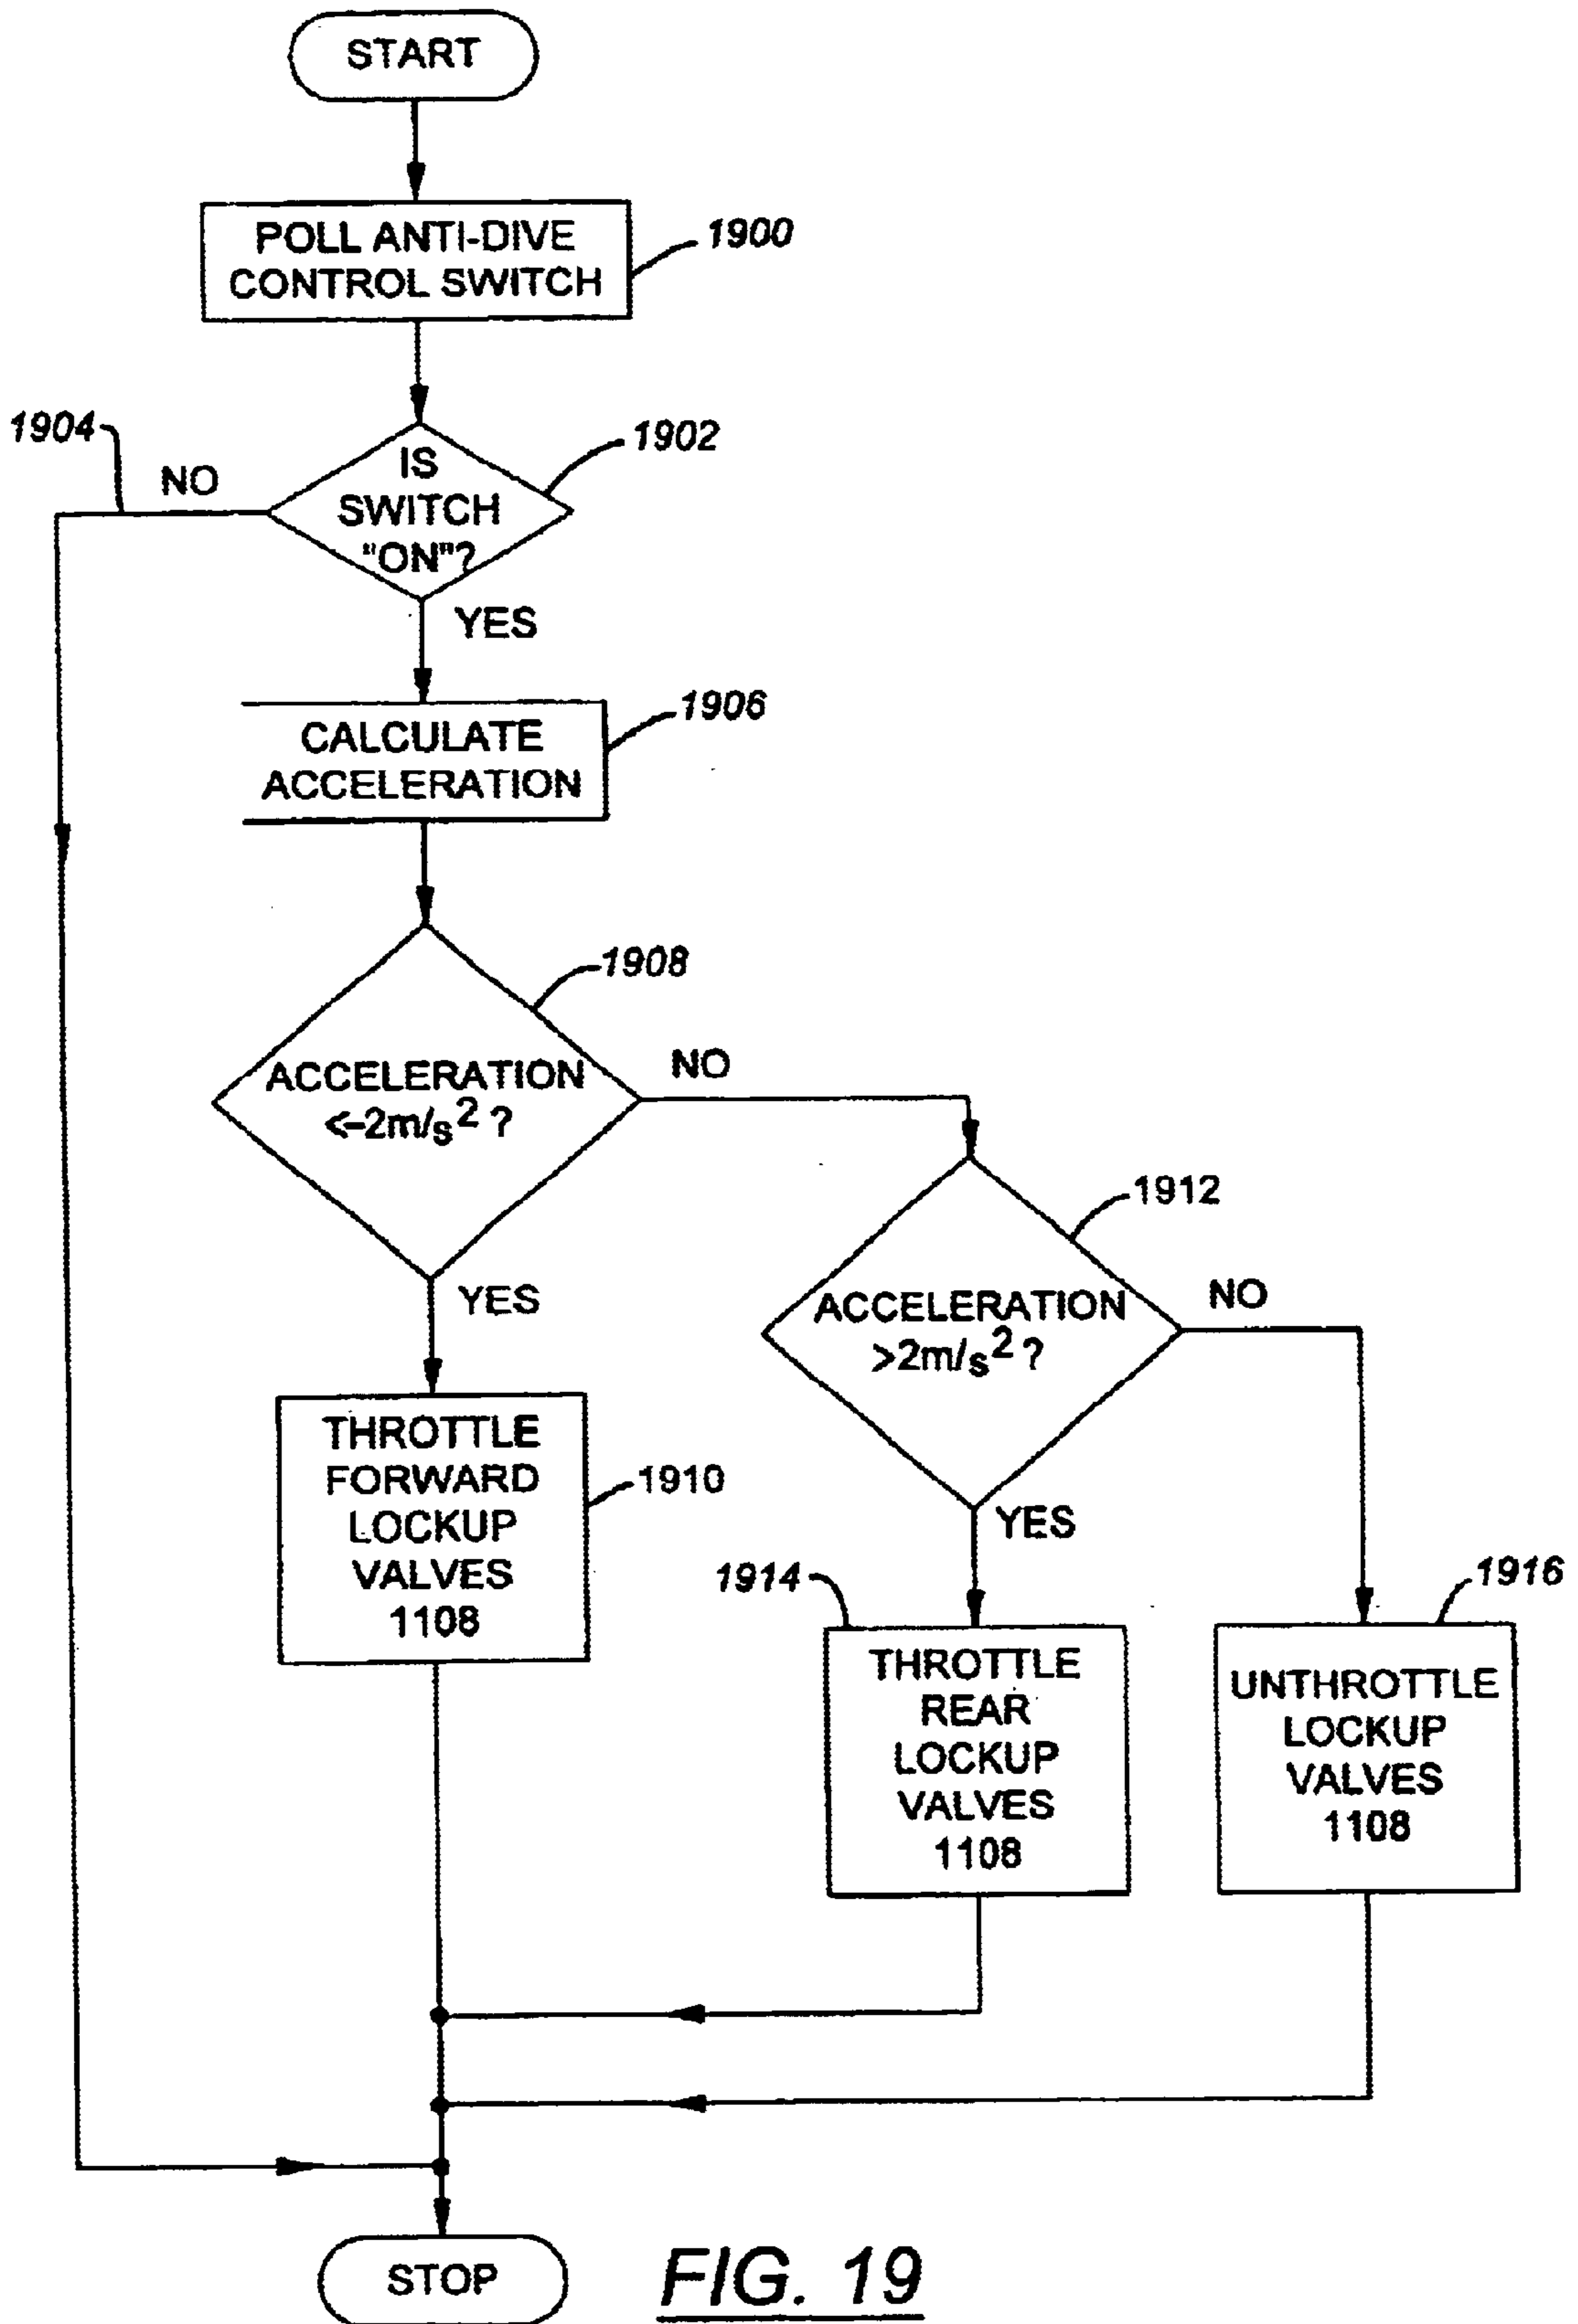 START
POLL ANTI-DIVE
CONTROL SWITCH
1900
1904
NO
1902
IS
SWITCH
"ON"?
YES
1906
CALCULATE
ACCELERATION
1908
ACCELERATION
<-2m/s² ?
NO
YES
1912
ACCELERATION
>2m/s² ?
NO
YES
THROTTLE
FORWARD
LOCKUP
VALVES
1108
1910
1914
THROTTLE
REAR
LOCKUP
VALVES
1108
1916
UNTHROTTLE
LOCKUP
VALVES
1108
STOP
FIG. 19